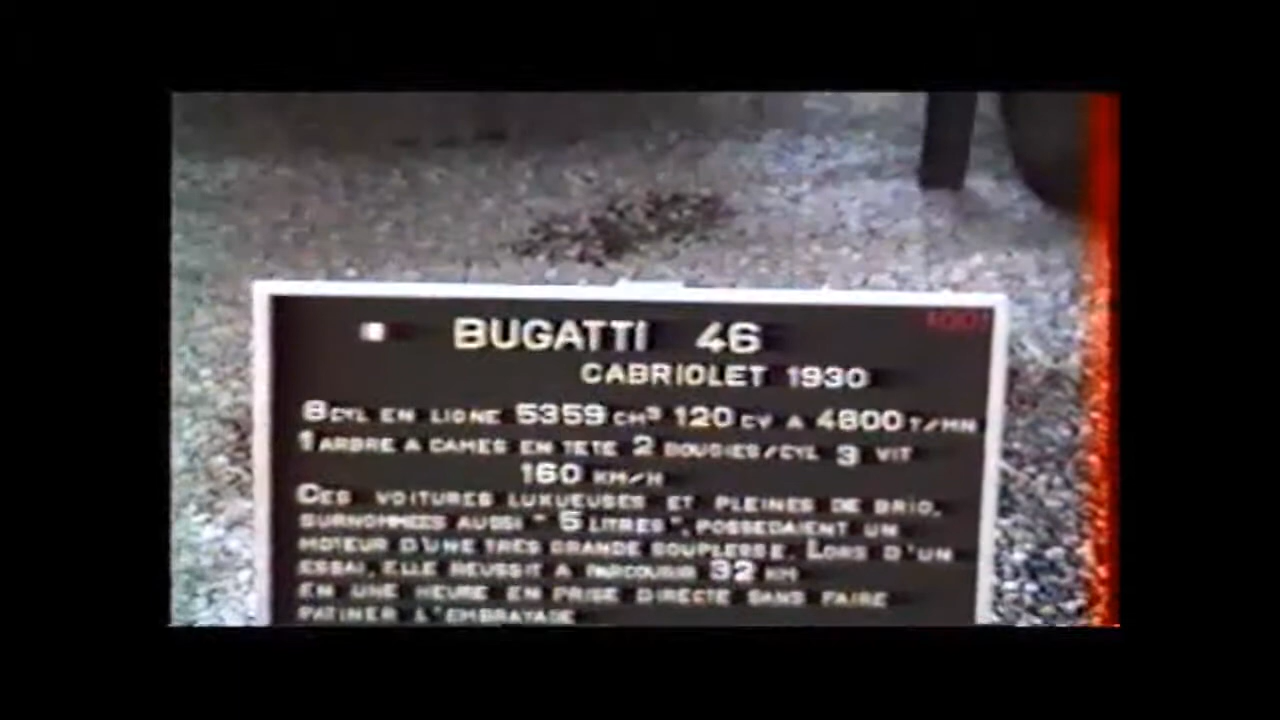 BUGATTI 46
CABRIOLET 1930
8CYL EN LIGNE 5359 CM³ 120 CV A 4800 T/MN
1 ARBRE A CAMES EN TETE 2 BOUGIES/CYL 3 VIT
160 KM/H
CES VOITURES LUXUEUSES ET PLEINES DE BRIO,
SURNOMMEES AUSSI " 5 LITRES ", POSSEDAIENT UN
MOTEUR D'UNE TRES GRANDE SOUPLESSE. LORS D'UN
ESSAI, ELLE REUSSIT A PARCOURIR 32 KM
EN UNE HEURE EN PRISE DIRECTE SANS FAIRE
PATINER L'EMBRAYAGE